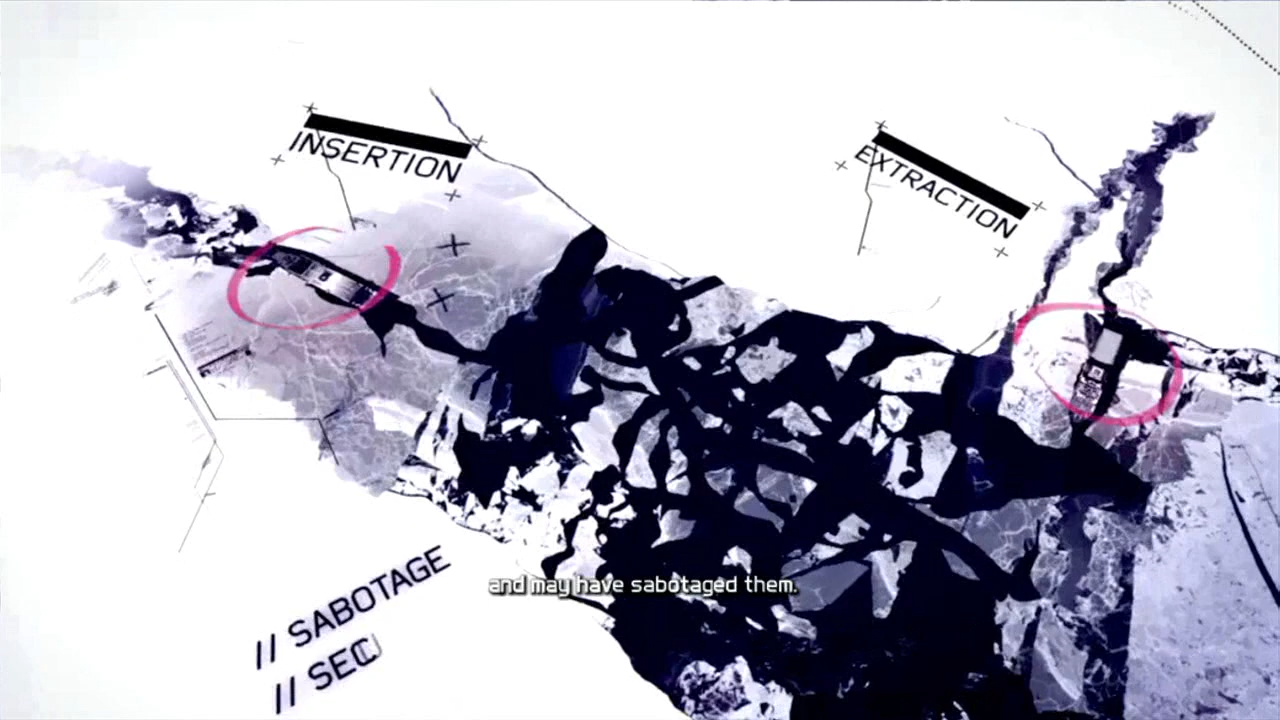 INSERTION
EXTRACTION
// SABOTAGE
// SEC
and may have sabotaged them.